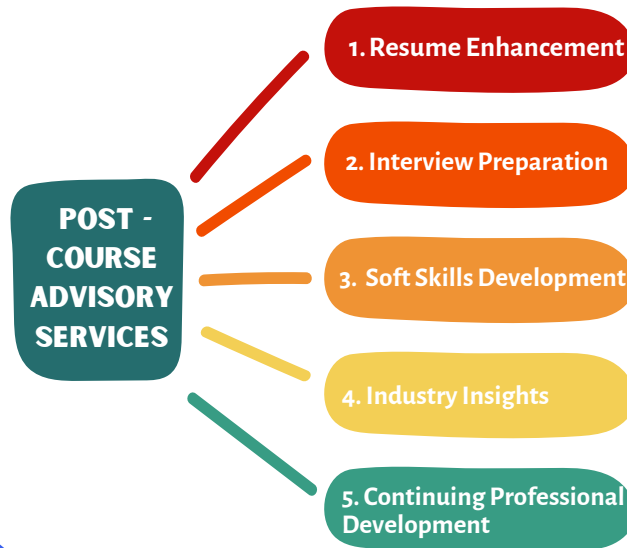 POST -
COURSE
ADVISORY
SERVICES
1. Resume Enhancement
2. Interview Preparation
3. Soft Skills Development
4. Industry Insights
5. Continuing Professional
Development